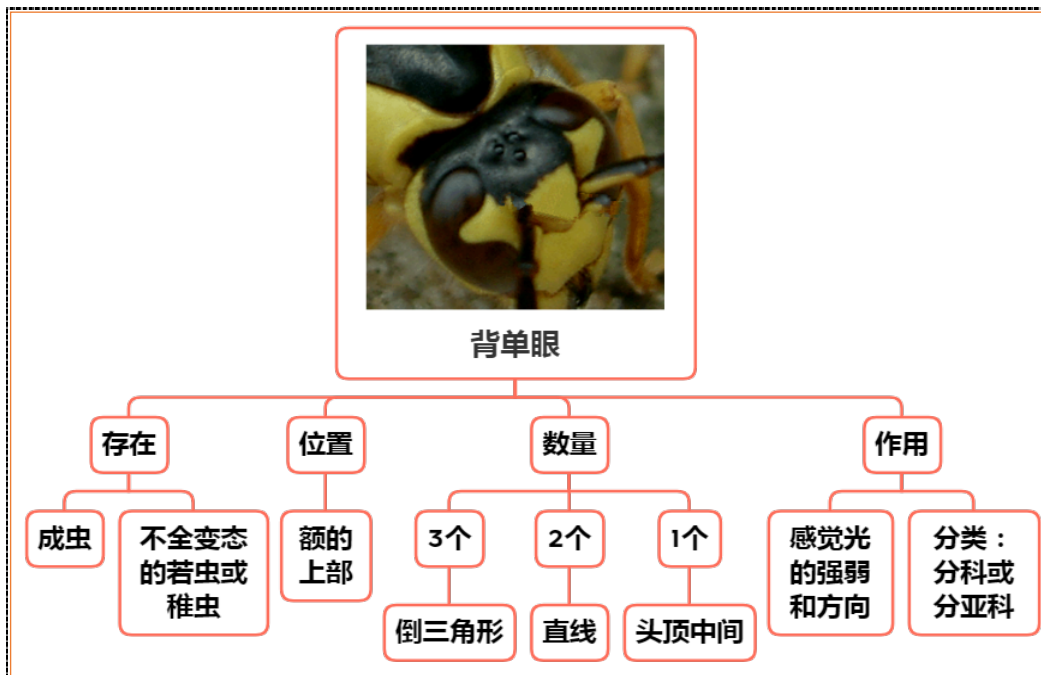 背单眼
存在
位置
数量
作用
成虫
不全变态
的若虫或
稚虫
额的
上部
3个
2个
1个
感觉光
的强弱
和方向
分类：
分科或
分亚科
倒三角形
直线
头顶中间